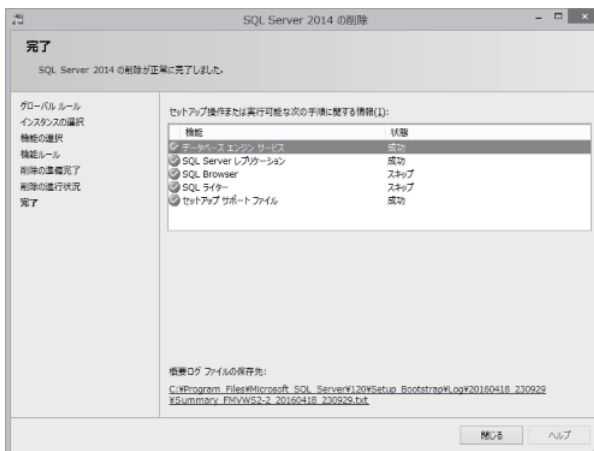 SQL Server 2014 の削除
完了
SQL Server 2014 の削除が正常に完了しました。
グローバル ルール
インスタンスの選択
機能の選択
機能ルール
削除の準備完了
削除の進行状況
完了
セットアップ操作または実行可能な次の手順に関する情報(I):
機能 状態
データベース エンジン サービス 成功
SQL Server レプリケーション 成功
SQL Browser スキップ
SQL ライター スキップ
セットアップ サポート ファイル 成功
概要ログ ファイルの保存先:
C:¥Program Files¥Microsoft SQL Server¥120¥Setup Bootstrap¥Log¥20160418_230929
¥Summary_FMVWS2-2_20160418_230929.txt
閉じる ヘルプ